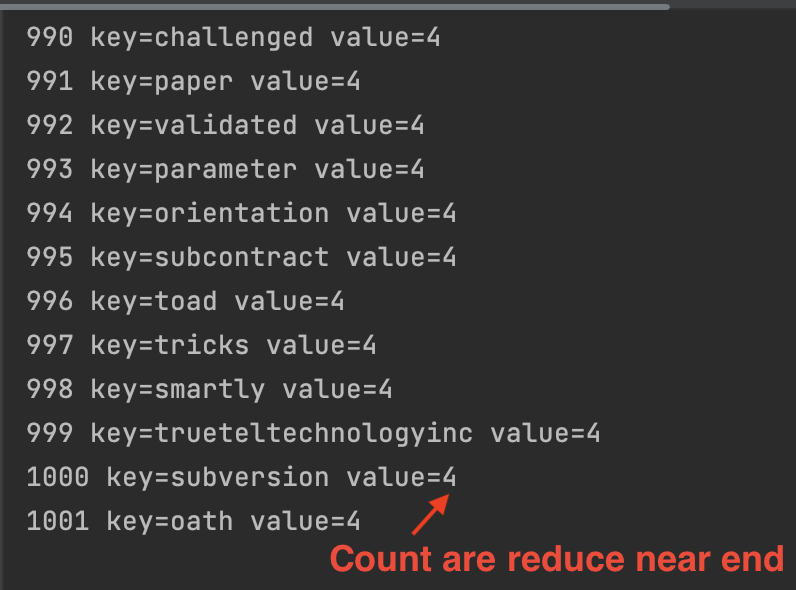 990 key=challenged value=4
991 key=paper value=4
992 key=validated value=4
993 key=parameter value=4
994 key=orientation value=4
995 key=subcontract value=4
996 key=toad value=4
997 key=tricks value=4
998 key=smartly value=4
999 key=trueteltechnologyinc value=4
1000 key=subversion value=4
1001 key=oath value=4
Count are reduce near end